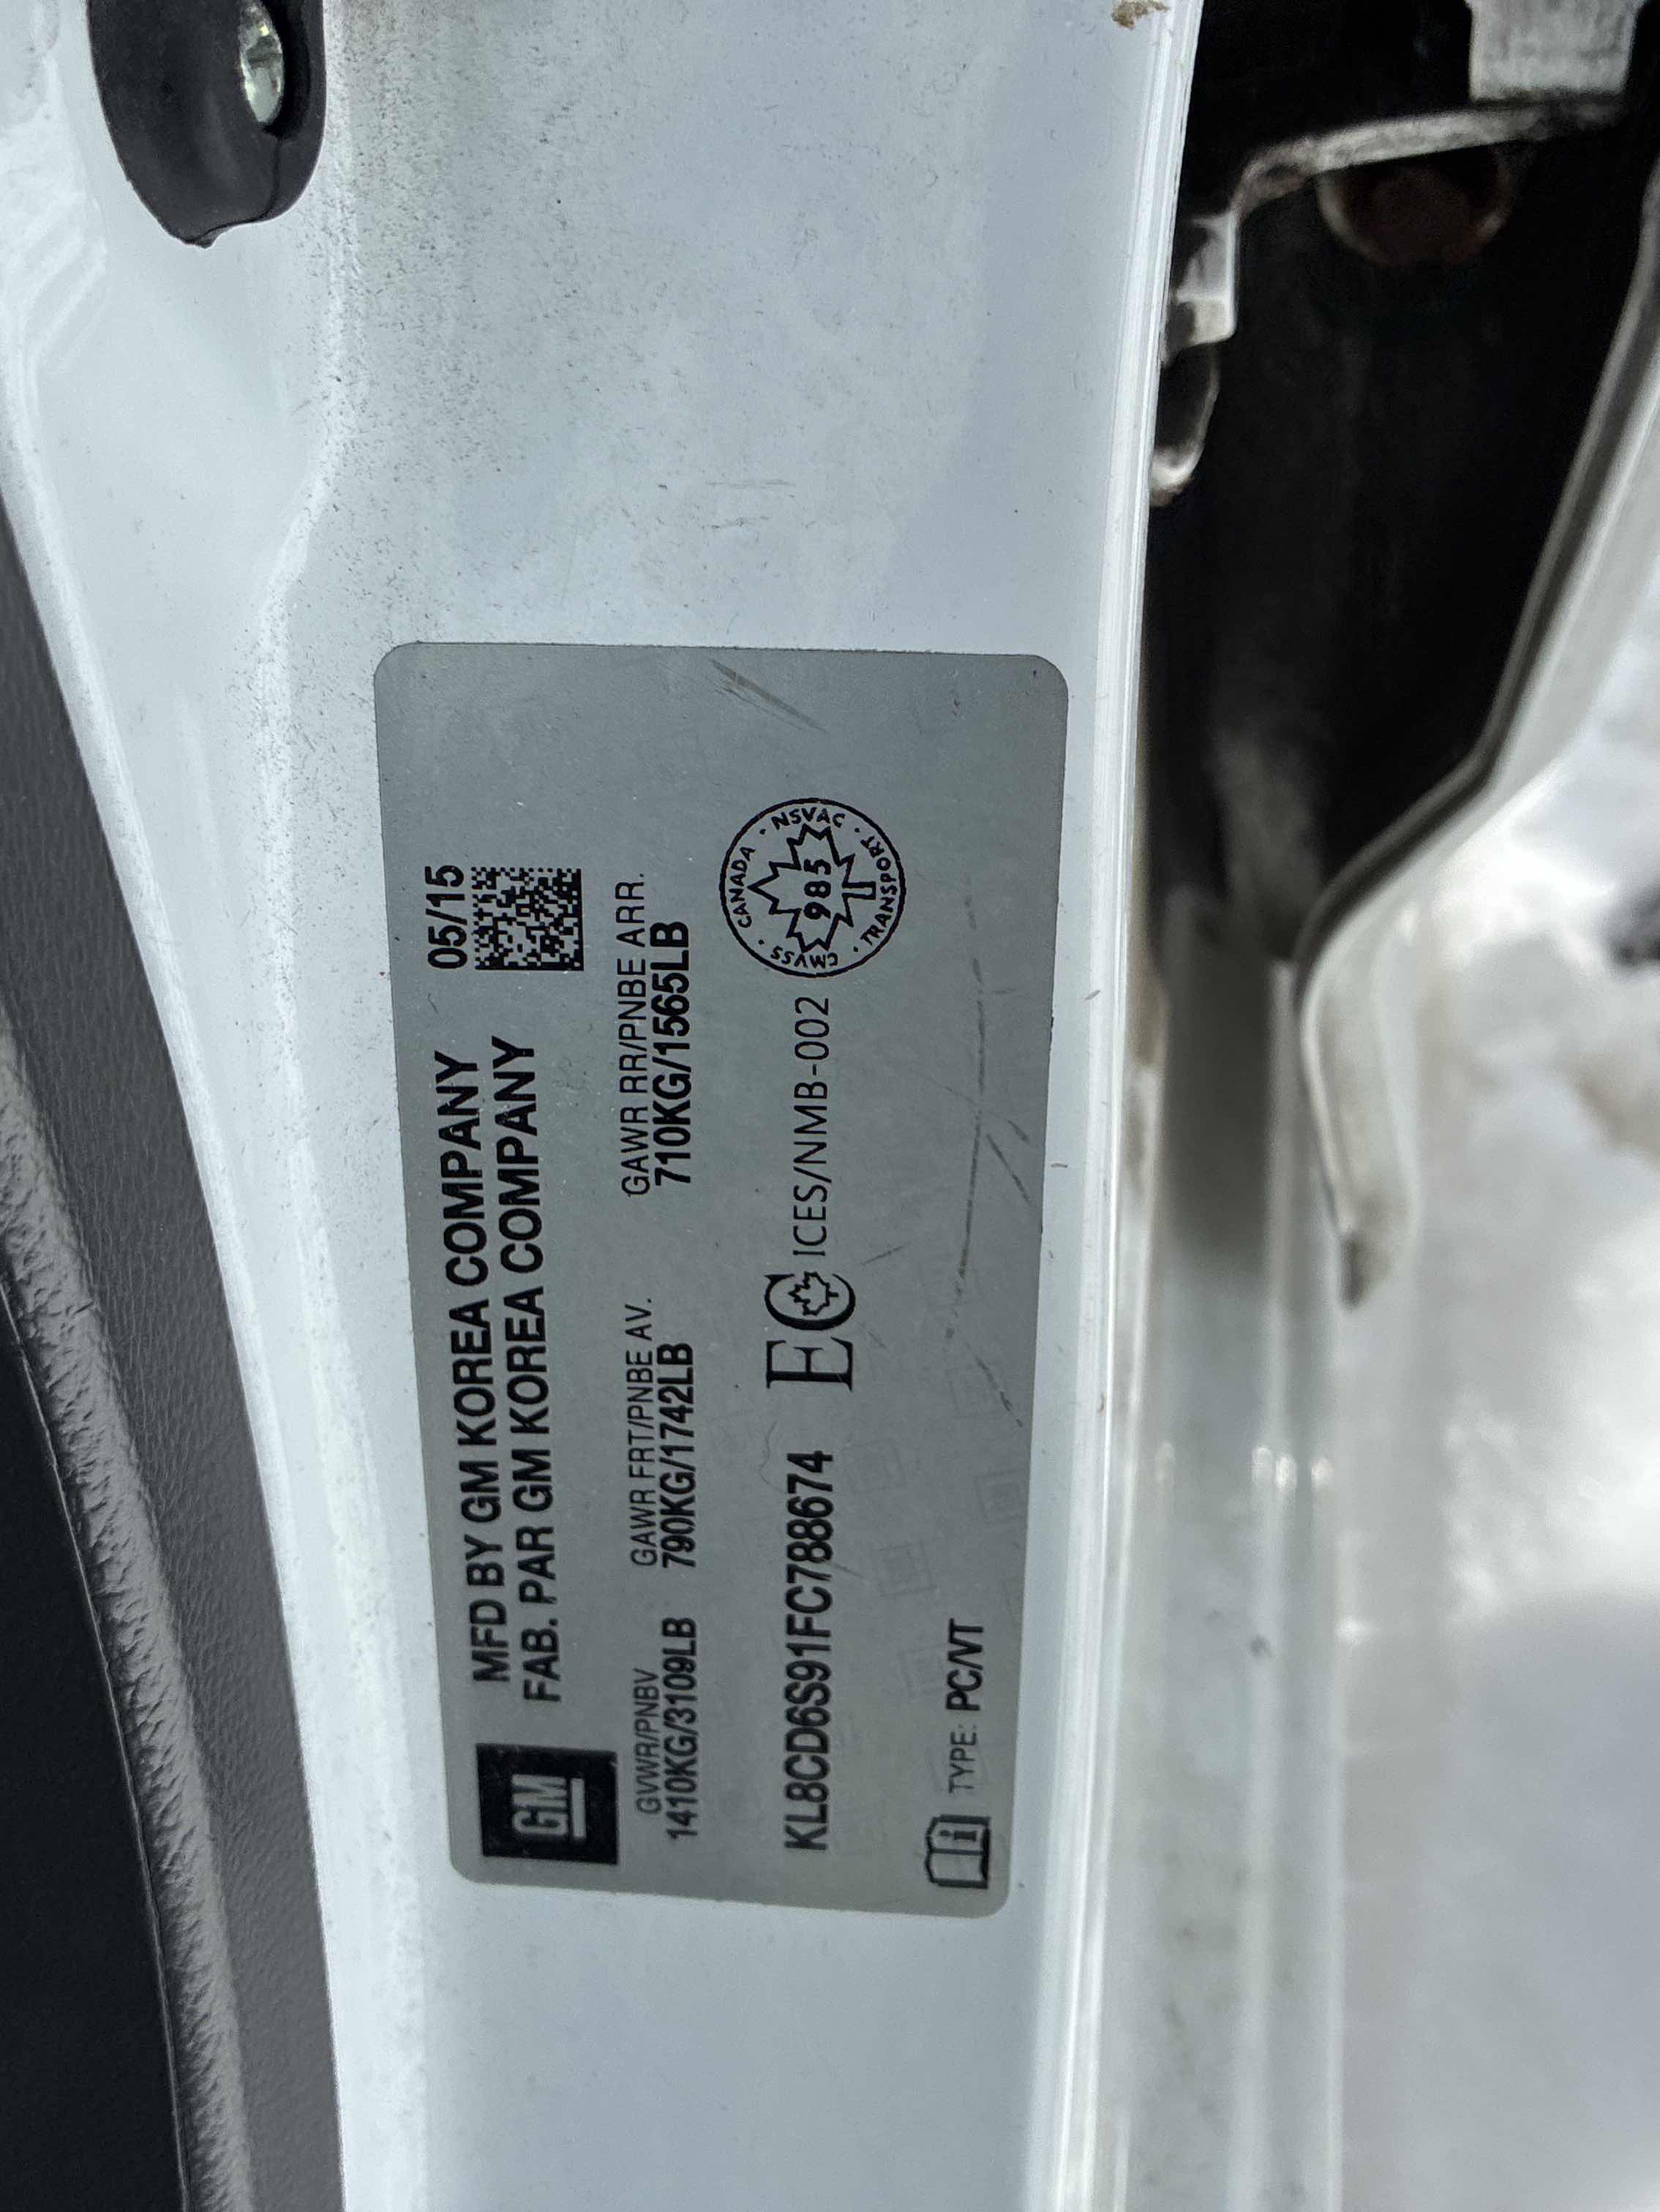 GM
MFD BY GM KOREA COMPANY
FAB. PAR GM KOREA COMPANY
05/15
GVWR/PNBV
1410KG/3109LB
GAWR FRT/PNBE AV.
790KG/1742LB
GAWR RR/PNBE ARR.
710KG/1565LB
KL8CD6S91FC788674
EC
ICES/NMB-002
CMVSS · CANADA · NSVAC · TRANSPORT ·
985
i
TYPE: PC/VT